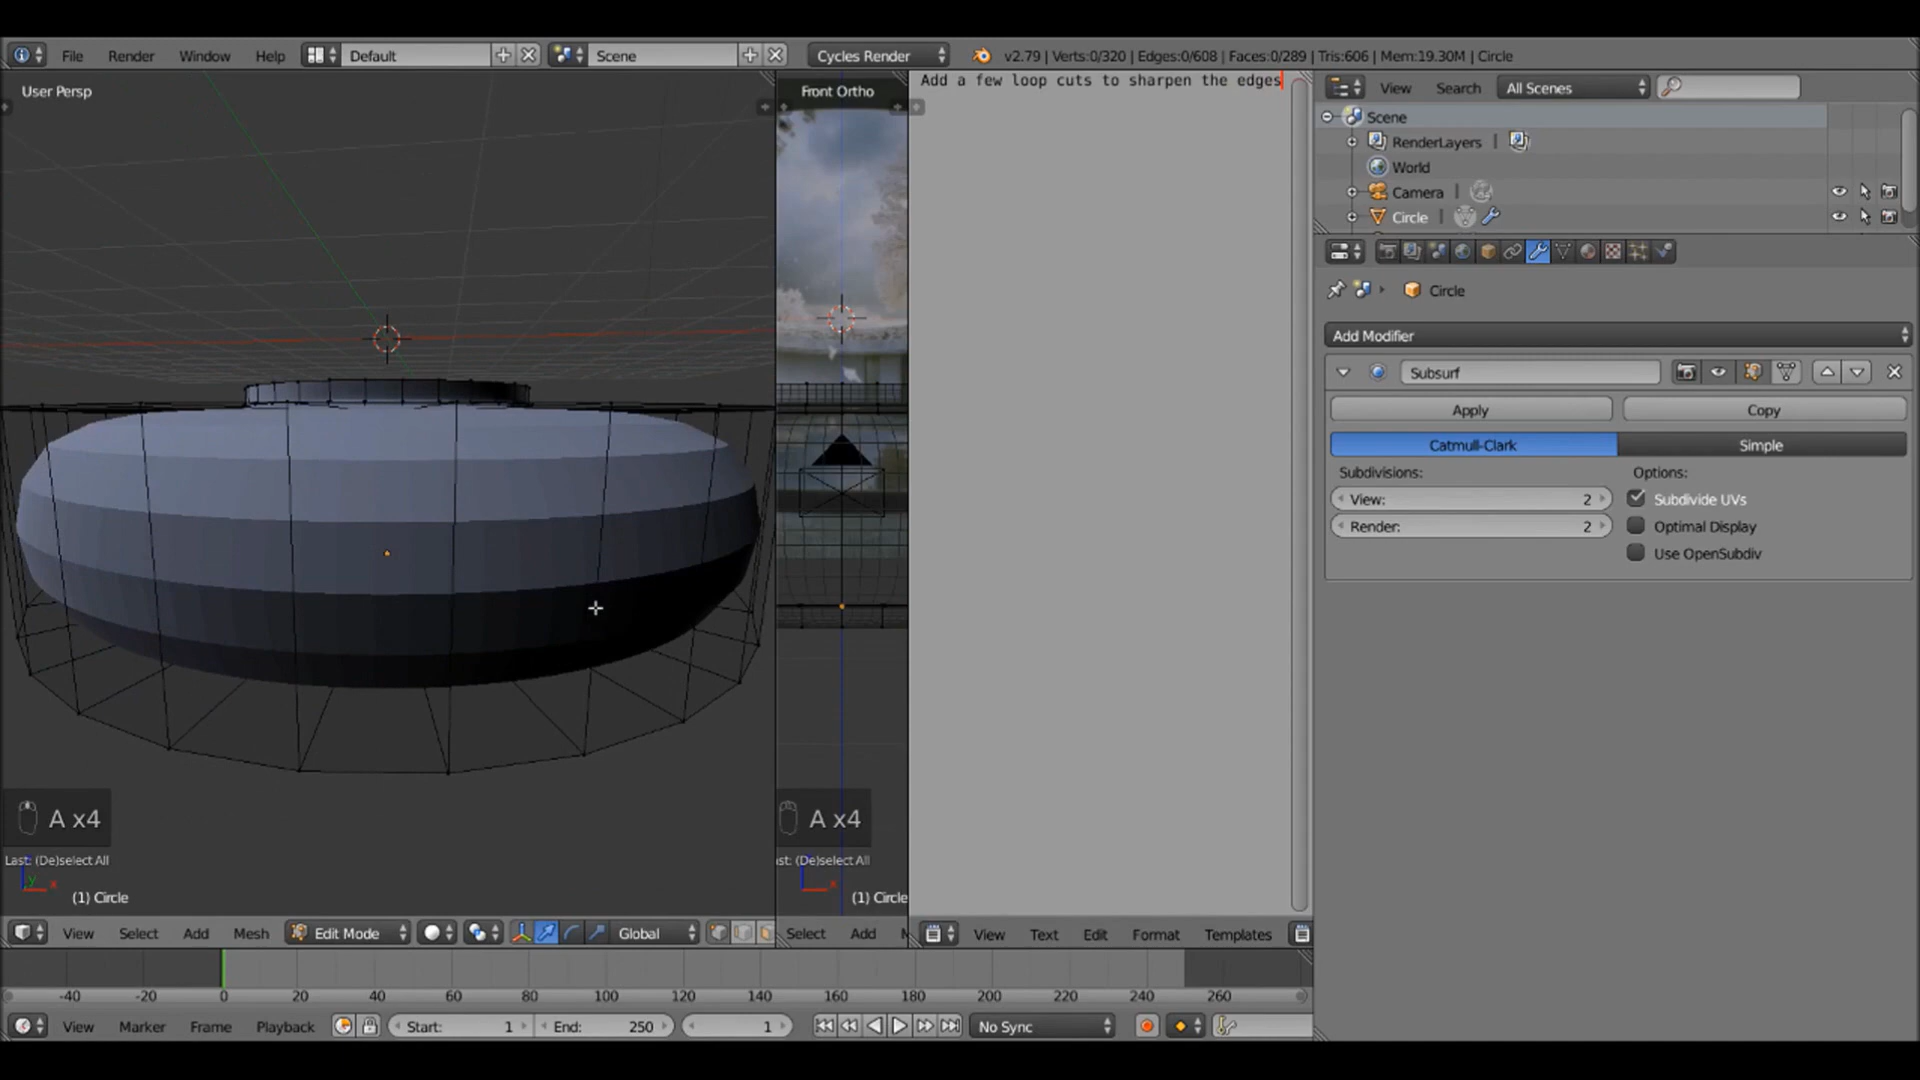 File Render Window Help Default Scene Cycles Render v2.79 | Verts:0/320 | Edges:0/608 | Faces:0/289 | Tris:606 | Mem:19.30M | Circle
User Persp
Front Ortho
Add a few loop cuts to sharpen the edges
View Search All Scenes
Scene
RenderLayers
World
Camera
Circle
Circle
Add Modifier
Subsurf
Apply Copy
Catmull-Clark Simple
Subdivisions: Options:
View: 2 Subdivide UVs
Render: 2 Optimal Display
Use OpenSubdiv
A x4
A x4
Last: (De)select All
st: (De)select All
(1) Circle
(1) Circle
View Select Add Mesh Edit Mode Global
Select Add
View Text Edit Format Templates
-40 -20 0 20 40 60 80 100 120 140 160 180 200 220 240 260
View Marker Frame Playback Start: 1 End: 250 1 No Sync